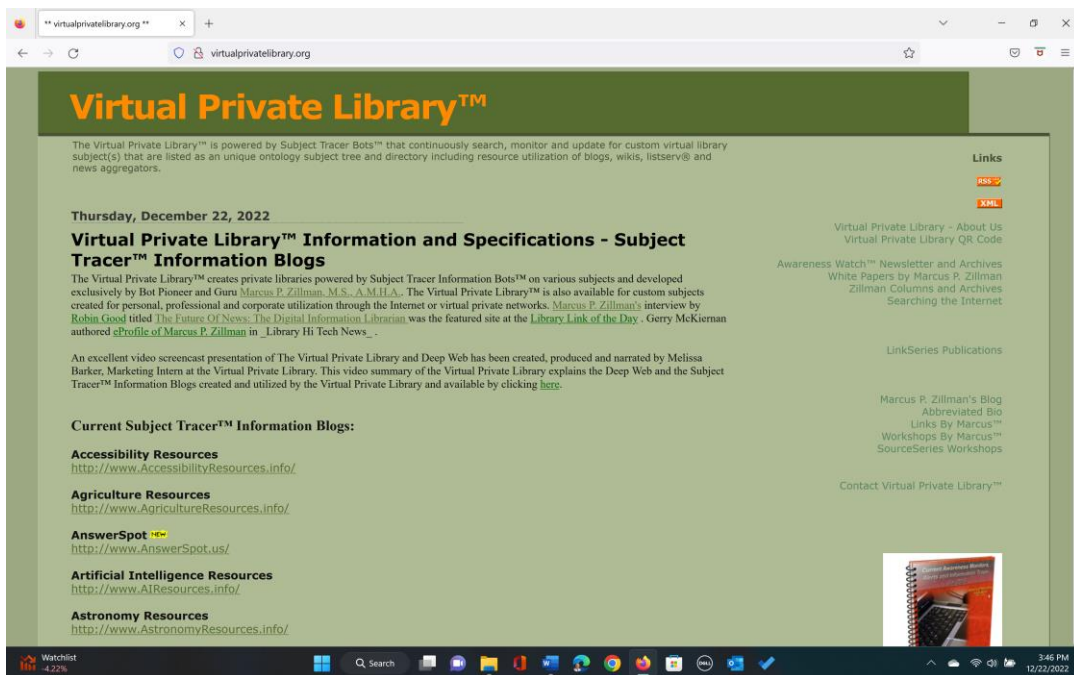 ** virtualprivatelibrary.org **
virtualprivatelibrary.org
Virtual Private Library™
The Virtual Private Library™ is powered by Subject Tracer Bots™ that continuously search, monitor and update for custom virtual library
subject(s) that are listed as an unique ontology subject tree and directory including resource utilization of blogs, wikis, listserv® and
news aggregators.
Thursday, December 22, 2022
Virtual Private Library™ Information and Specifications - Subject
Tracer™ Information Blogs
The Virtual Private Library™ creates private libraries powered by Subject Tracer Information Bots™ on various subjects and developed
exclusively by Bot Pioneer and Guru Marcus P. Zillman, M.S., A.M.H.A.. The Virtual Private Library™ is also available for custom subjects
created for personal, professional and corporate utilization through the Internet or virtual private networks. Marcus P. Zillman's interview by
Robin Good titled The Future Of News: The Digital Information Librarian was the featured site at the Library Link of the Day . Gerry McKiernan
authored eProfile of Marcus P. Zillman in _Library Hi Tech News_ .
An excellent video screencast presentation of The Virtual Private Library and Deep Web has been created, produced and narrated by Melissa
Barker, Marketing Intern at the Virtual Private Library. This video summary of the Virtual Private Library explains the Deep Web and the Subject
Tracer™ Information Blogs created and utilized by the Virtual Private Library and available by clicking here.
Current Subject Tracer™ Information Blogs:
Accessibility Resources
http://www.AccessibilityResources.info/
Agriculture Resources
http://www.AgricultureResources.info/
AnswerSpot NEW
http://www.AnswerSpot.us/
Artificial Intelligence Resources
http://www.AIResources.info/
Astronomy Resources
http://www.AstronomyResources.info/
Links
RSS
XML
Virtual Private Library - About Us
Virtual Private Library QR Code
Awareness Watch™ Newsletter and Archives
White Papers by Marcus P. Zillman
Zillman Columns and Archives
Searching the Internet
LinkSeries Publications
Marcus P. Zillman's Blog
Abbreviated Bio
Links By Marcus™
Workshops By Marcus™
SourceSeries Workshops
Contact Virtual Private Library™
Watchlist
-4.22%
Search
DELL
3:46 PM
12/22/2022